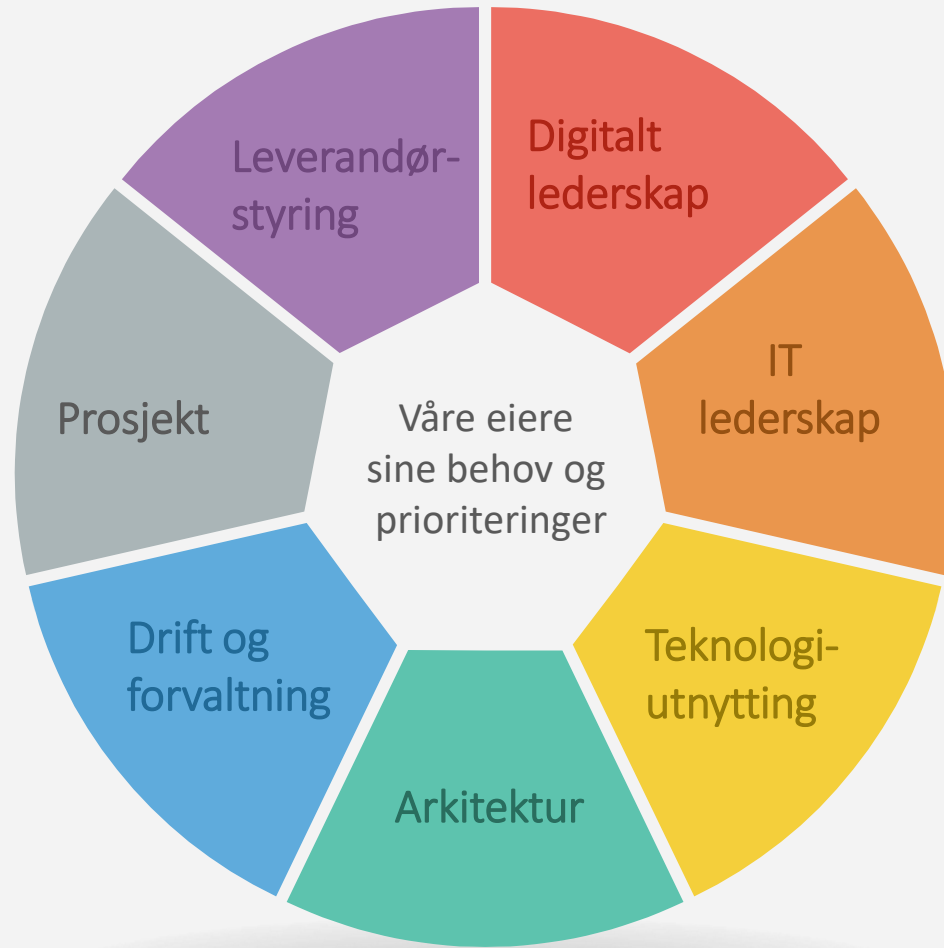 Leverandør-
styring
Digitalt
lederskap
IT
lederskap
Prosjekt
Våre eiere
sine behov og
prioriteringer
Drift og
forvaltning
Teknologi-
utnytting
Arkitektur